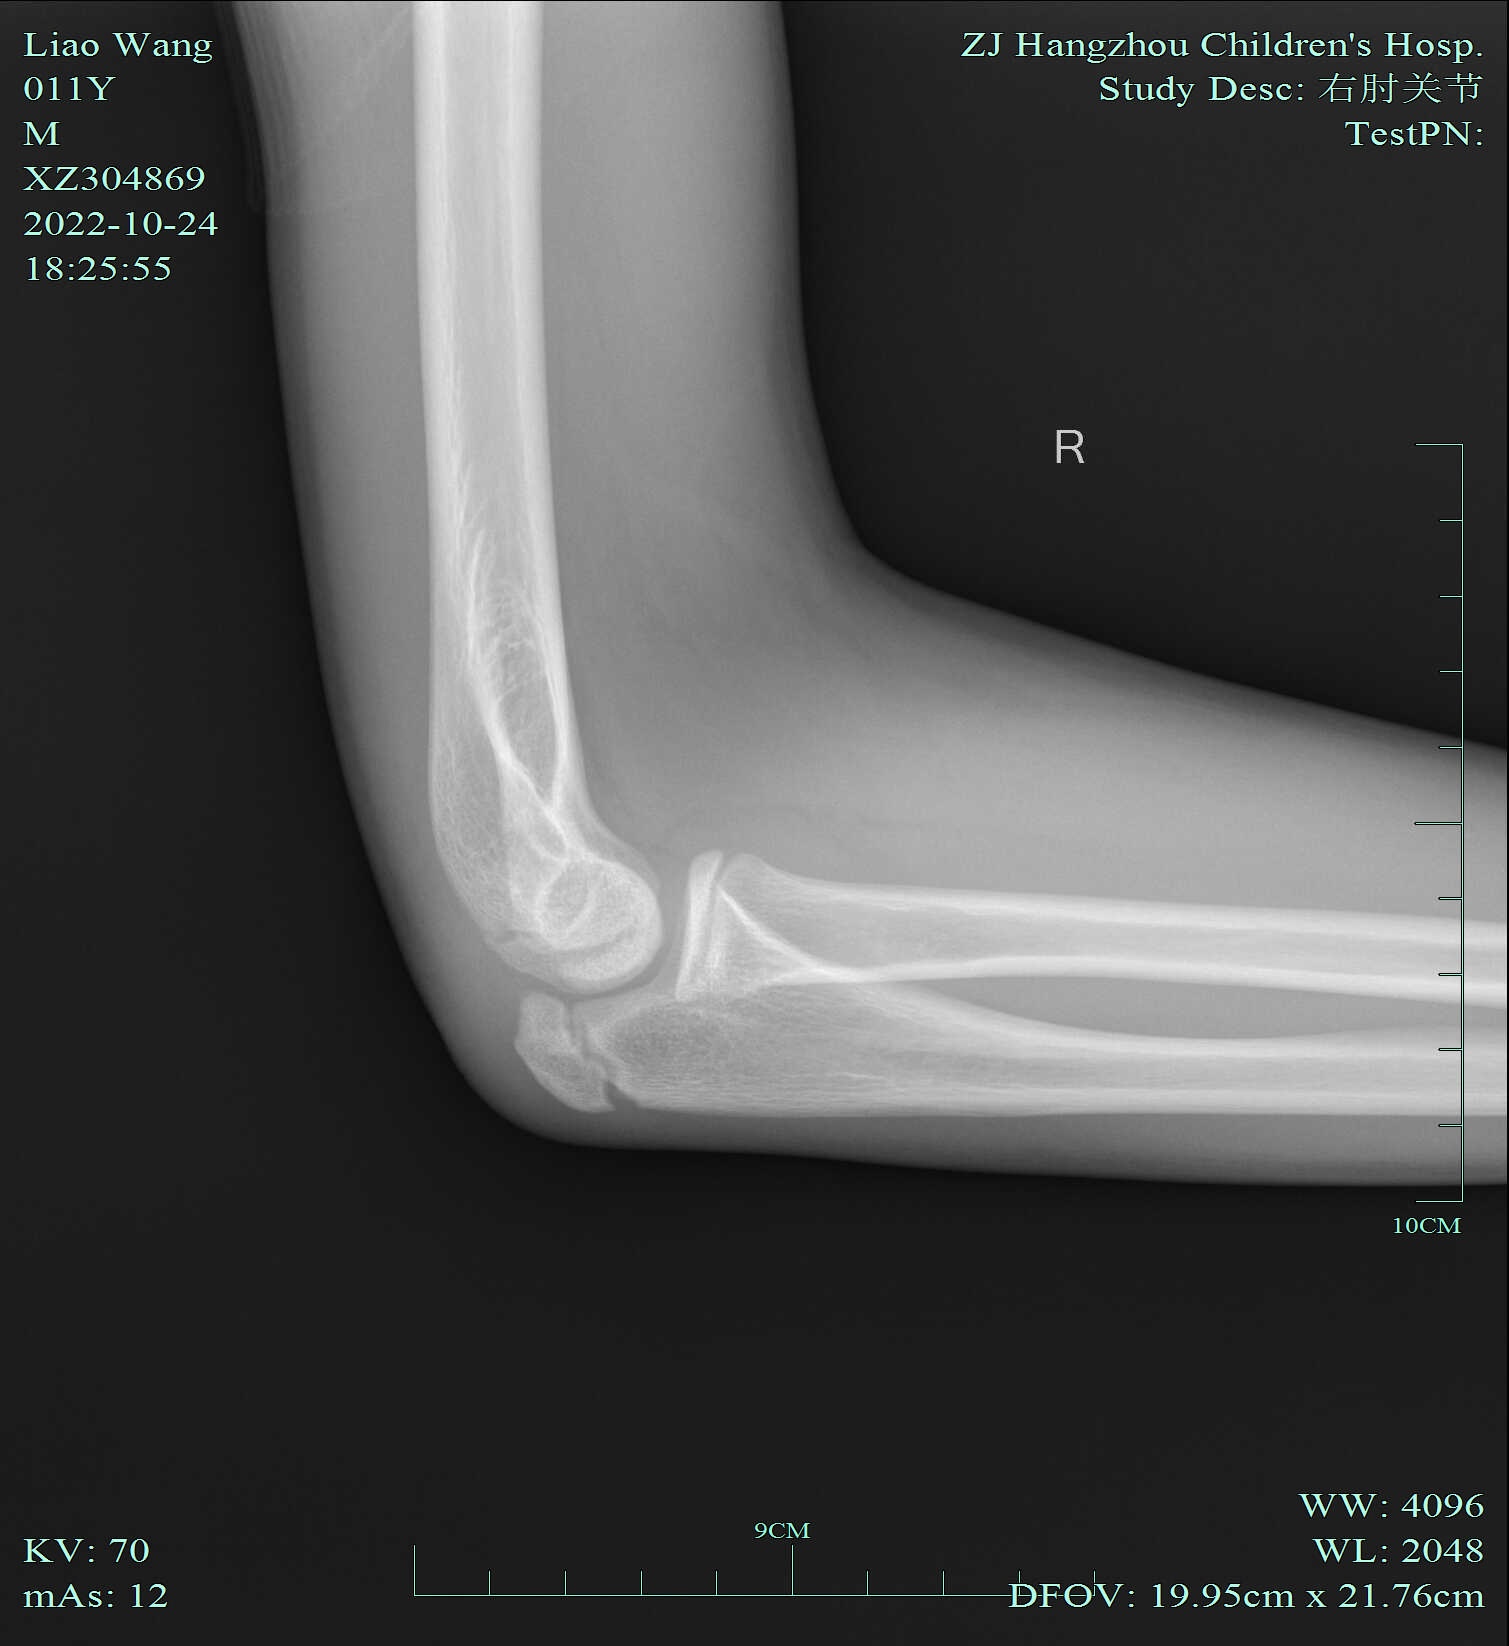 Liao Wang
011Y
M
XZ304869
2022-10-24
18:25:55
ZJ Hangzhou Children's Hosp.
Study Desc: 右肘关节
TestPN:
R
10CM
9CM
KV: 70
mAs: 12
WW: 4096
WL: 2048
DFOV: 19.95cm x 21.76cm